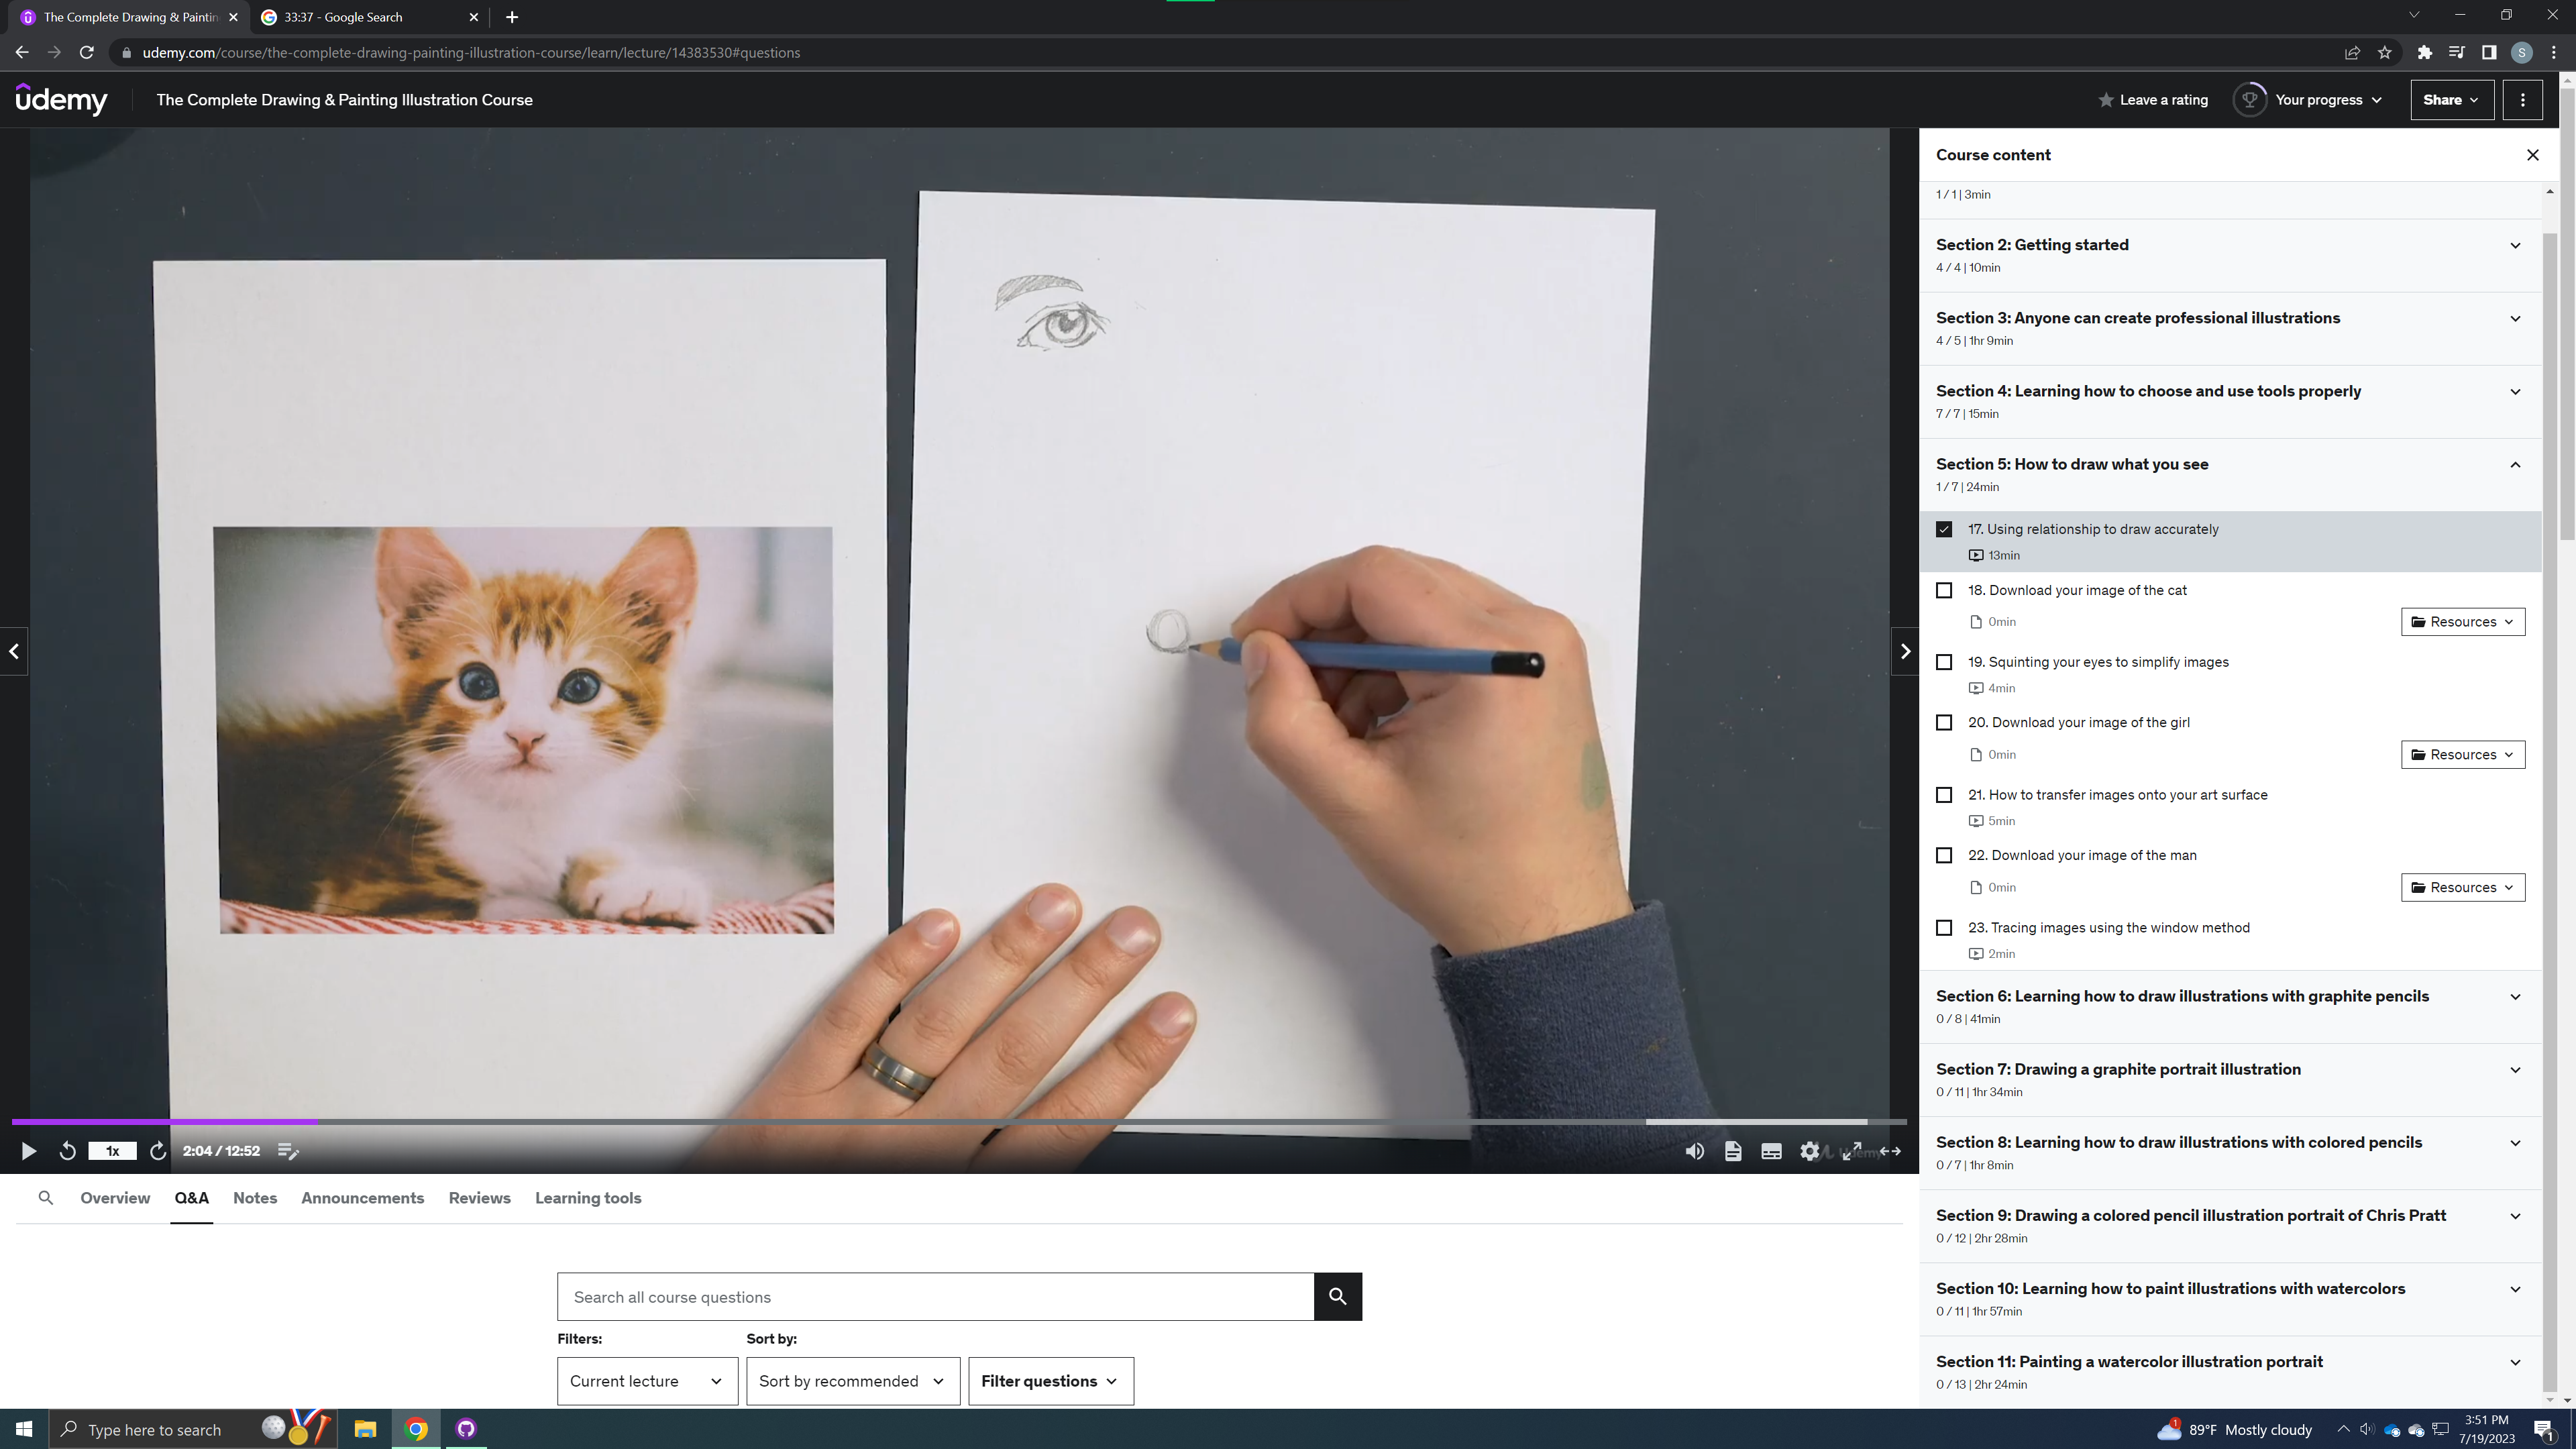 The Complete Drawing & Paintin
33:37 - Google Search
udemy.com/course/the-complete-drawing-painting-illustration-course/learn/lecture/14383530#questions
S
udemy
The Complete Drawing & Painting Illustration Course
Leave a rating
Your progress
Share
Course content
1 / 1 | 3min
Section 2: Getting started
4 / 4 | 10min
Section 3: Anyone can create professional illustrations
4 / 5 | 1hr 9min
Section 4: Learning how to choose and use tools properly
7 / 7 | 15min
Section 5: How to draw what you see
1 / 7 | 24min
17. Using relationship to draw accurately
13min
18. Download your image of the cat
0min
Resources
19. Squinting your eyes to simplify images
4min
20. Download your image of the girl
0min
Resources
21. How to transfer images onto your art surface
5min
22. Download your image of the man
0min
Resources
23. Tracing images using the window method
2min
Section 6: Learning how to draw illustrations with graphite pencils
0 / 8 | 41min
Section 7: Drawing a graphite portrait illustration
0 / 11 | 1hr 34min
Section 8: Learning how to draw illustrations with colored pencils
0 / 7 | 1hr 8min
Section 9: Drawing a colored pencil illustration portrait of Chris Pratt
0 / 12 | 2hr 28min
Section 10: Learning how to paint illustrations with watercolors
0 / 11 | 1hr 57min
Section 11: Painting a watercolor illustration portrait
0 / 13 | 2hr 24min
1x
2:04 / 12:52
Udemy
Overview
Q&A
Notes
Announcements
Reviews
Learning tools
Search all course questions
Filters:
Sort by:
Current lecture
Sort by recommended
Filter questions
Type here to search
1
89°F Mostly cloudy
3:51 PM
7/19/2023
1